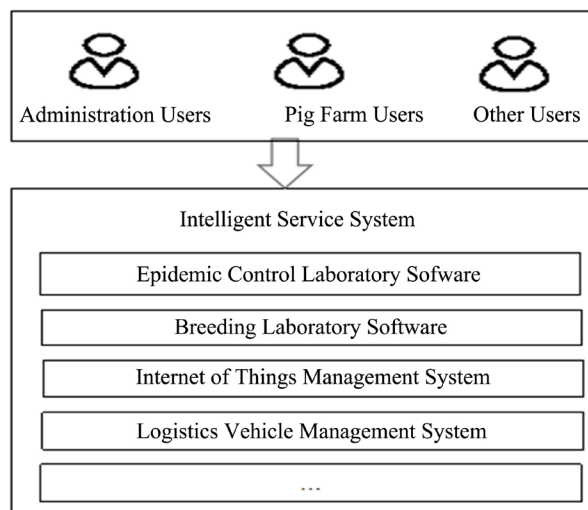 Administration Users Pig Farm Users Other Users
Intelligent Service System
Epidemic Control Laboratory Sofware
Breeding Laboratory Software
Internet of Things Management System
Logistics Vehicle Management System
...